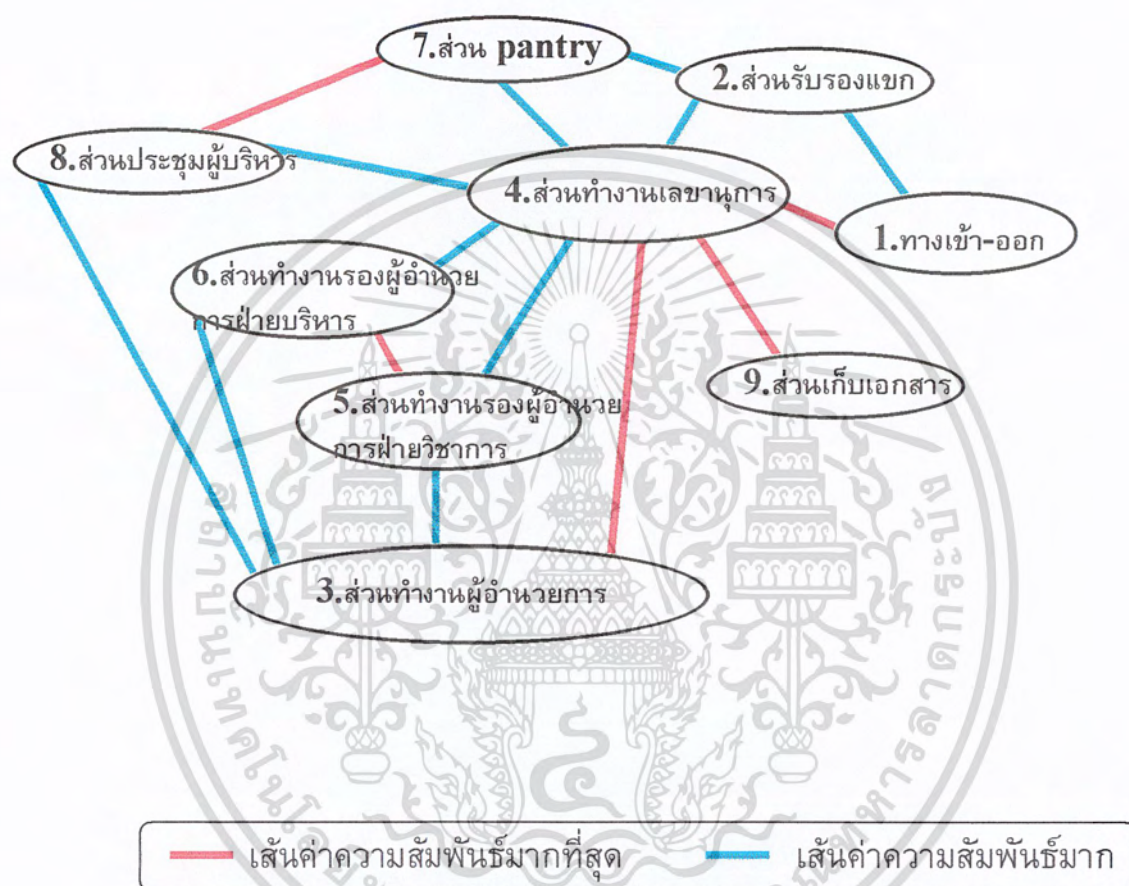 7.ส่วน pantry
2.ส่วนรับรองแขก
8.ส่วนประชุมผู้บริหาร
4.ส่วนทำงานเลขานุการ
1.ทางเข้า-ออก
6.ส่วนทำงานรองผู้อำนวย
การฝ่ายบริหาร
9.ส่วนเก็บเอกสาร
5.ส่วนทำงานรองผู้อำนวย
การฝ่ายวิชาการ
3.ส่วนทำงานผู้อำนวยการ
เส้นค่าความสัมพันธ์มากที่สุด
เส้นค่าความสัมพันธ์มาก